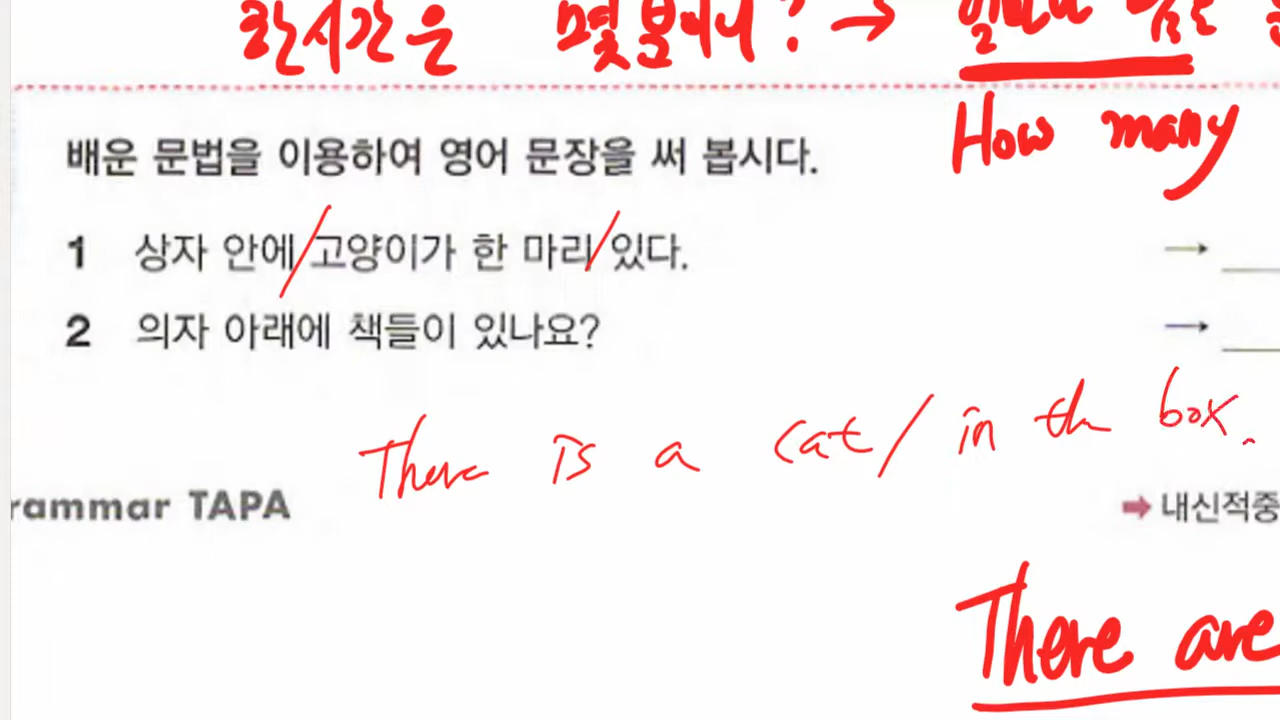 한시간은 몇분이니? →
How many
배운 문법을 이용하여 영어 문장을 써 봅시다.
1 상자 안에/고양이가 한 마리/있다. →
2 의자 아래에 책들이 있나요? →
There is a cat/in the box.
rammar TAPA
➡ 내신적중
There are